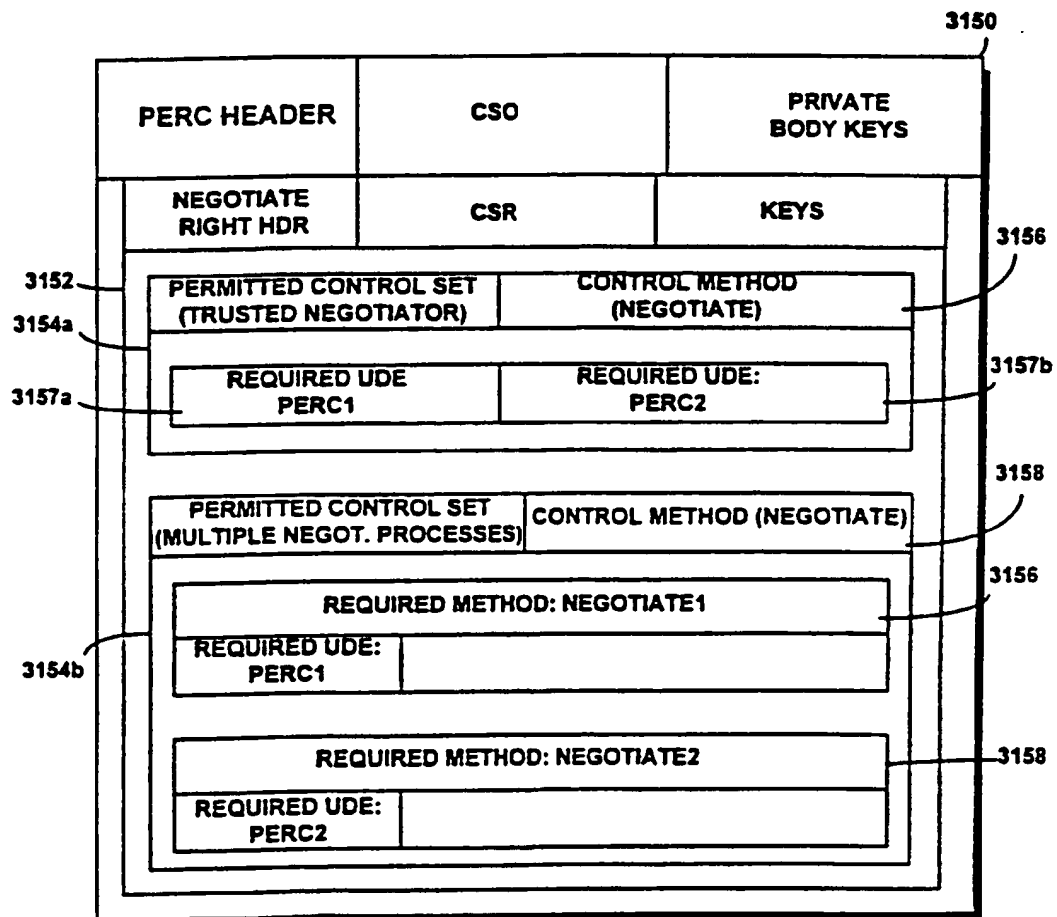 3150
PERC HEADER
CSO
PRIVATE
BODY KEYS
NEGOTIATE
RIGHT HDR
CSR
KEYS
3156
3152
PERMITTED CONTROL SET
(TRUSTED NEGOTIATOR)
CONTROL METHOD
(NEGOTIATE)
3154a
3157a
REQUIRED UDE
PERC1
REQUIRED UDE:
PERC2
3157b
3158
PERMITTED CONTROL SET
(MULTIPLE NEGOT. PROCESSES)
CONTROL METHOD (NEGOTIATE)
3156
REQUIRED METHOD: NEGOTIATE1
3154b
REQUIRED UDE:
PERC1
REQUIRED METHOD: NEGOTIATE2
3158
REQUIRED UDE:
PERC2